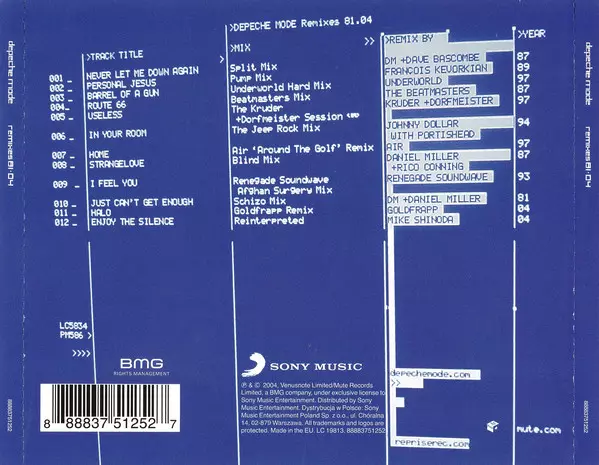 depeche mode remixes 81·04
>DEPECHE MODE Remixes 81.04
>TRACK TITLE >MIX >> >REMIX BY >YEAR
001 _ NEVER LET ME DOWN AGAIN Split Mix DM +DAVE BASCOMBE 87
002 _ PERSONAL JESUS Pump Mix FRANCOIS KEVORKIAN 89
003 _ BARREL OF A GUN Underworld Hard Mix UNDERWORLD 97
004 _ ROUTE 66 Beatmasters Mix THE BEATMASTERS 87
005 _ USELESS The Kruder KRUDER +DORFMEISTER 97
+Dorfmeister Session
006 _ IN YOUR ROOM The Jeep Rock Mix JOHNNY DOLLAR 94
WITH PORTISHEAD
007 _ HOME Air 'Around The Golf' Remix AIR 97
008 _ STRANGELOVE Blind Mix DANIEL MILLER 87
+RICO CONNING
009 _ I FEEL YOU Renegade Soundwave RENEGADE SOUNDWAVE 93
Afghan Surgery Mix
010 _ JUST CAN'T GET ENOUGH Schizo Mix DM +DANIEL MILLER 81
011 _ HALO Goldfrapp Remix GOLDFRAPP 04
012 _ ENJOY THE SILENCE Reinterpreted MIKE SHINODA 04
LC5834
PM586 >
>>>>
BMG
RIGHTS MANAGEMENT
SONY MUSIC
℗ & © 2004, Venusnote Limited/Mute Records
Limited, a BMG company, under exclusive license to
Sony Music Entertainment. Distributed by Sony
Music Entertainment. Dystrybucja w Polsce: Sony
Music Entertainment Poland Sp. z o.o., ul. Chóralna
14, 02-879 Warszawa. All trademarks and logos are
protected. Made in the EU. LC 19813. 88883751252
8 88837 51252 7
depechemode.com
>>
repriserec.com
mute.com
88883751252
depeche mode remixes 81·04
88883751252